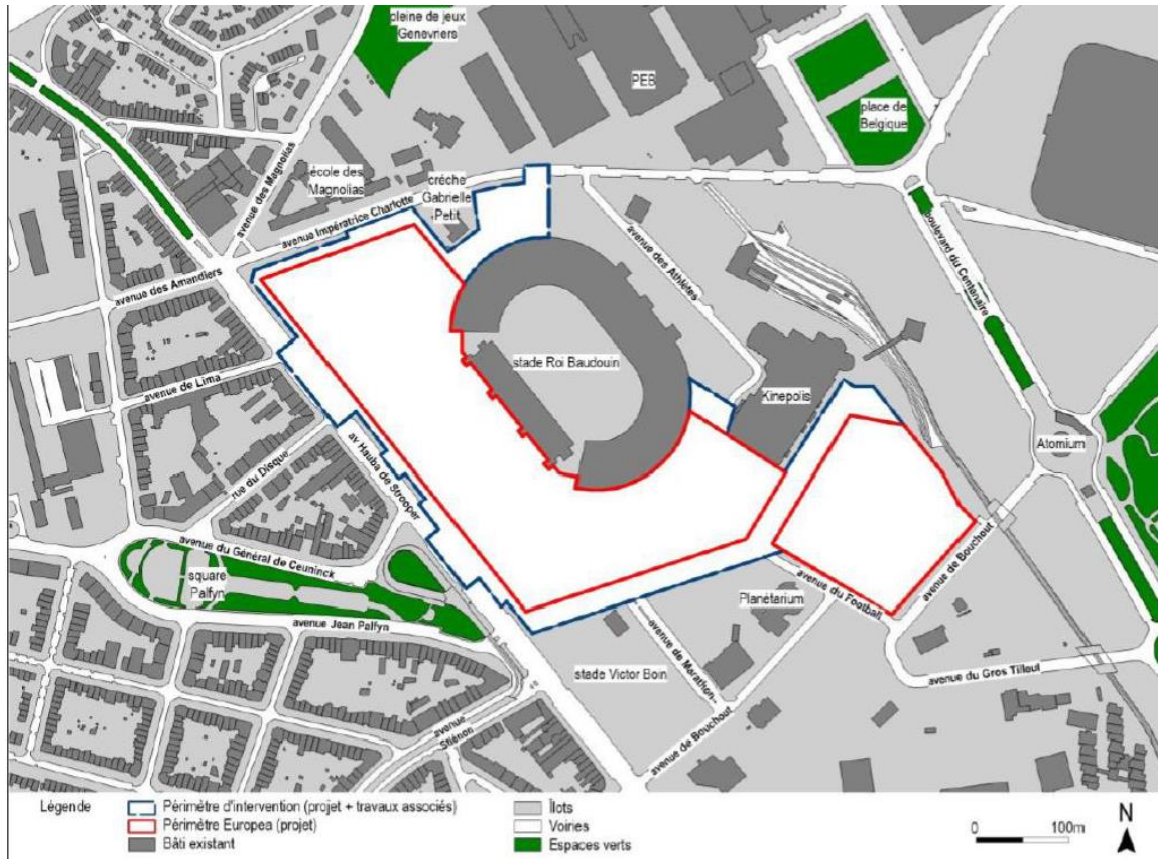 pleine de jeux
Genevriers
PEB
place de
Belgique
école des
Magnolias
crèche
Gabrielle
Petit
avenue des Magnolias
avenue Impératrice Charlotte
avenue des Amandiers
avenue des Athlètes
boulevard du Centenaire
stade Roi Baudouin
Kinepolis
Atomium
avenue de Lima
rue du Disque
av Hauba de Strooper
avenue du Général de Ceuninck
square
Palfyn
avenue Jean Palfyn
avenue
Stiénon
avenue de Bouchout
avenue du Football
Planétarium
avenue de Marathon
stade Victor Boin
avenue du Gros Tilleul
avenue de Bouchout
Légende
Périmètre d'intervention (projet + travaux associés)
Périmètre Europea (projet)
Bâti existant
Îlots
Voiries
Espaces verts
0 100m
N